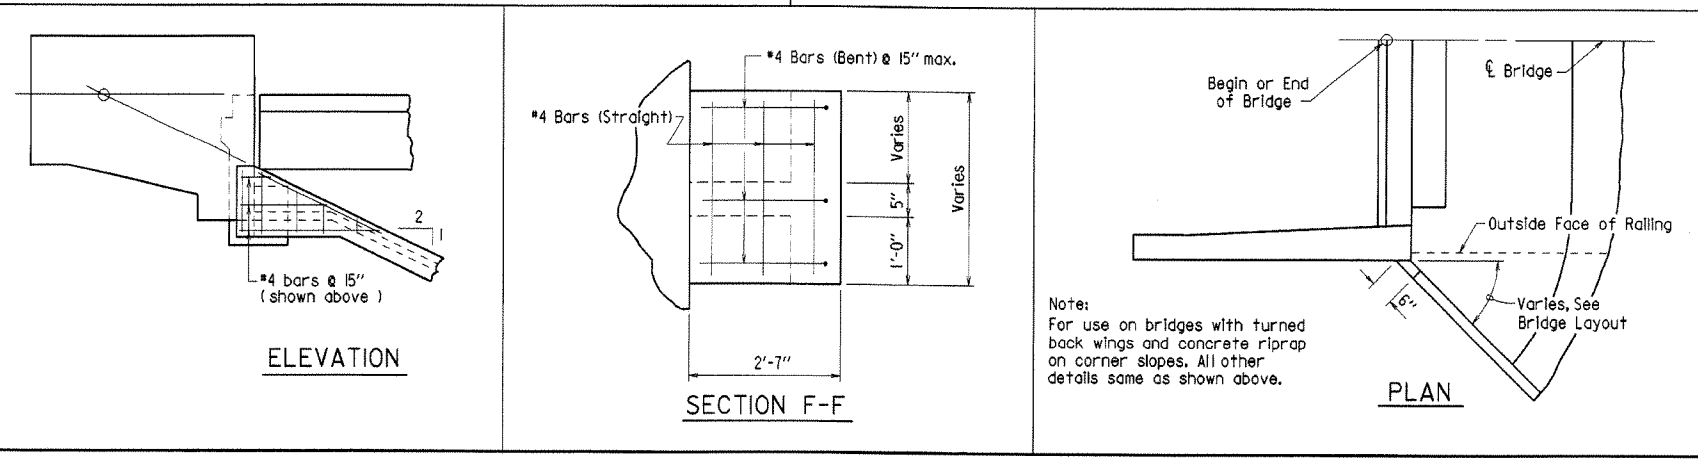 2
1
#4 bars @ 15"
(shown above)
ELEVATION
#4 Bars (Bent) @ 15" max.
#4 Bars (Straight)
Varies
5"
1'-0"
Varies
2'-7"
SECTION F-F
℄ Bridge
Begin or End
of Bridge
Outside Face of Railing
6"
Varies, See
Bridge Layout
Note:
For use on bridges with turned
back wings and concrete riprap
on corner slopes. All other
details same as shown above.
PLAN